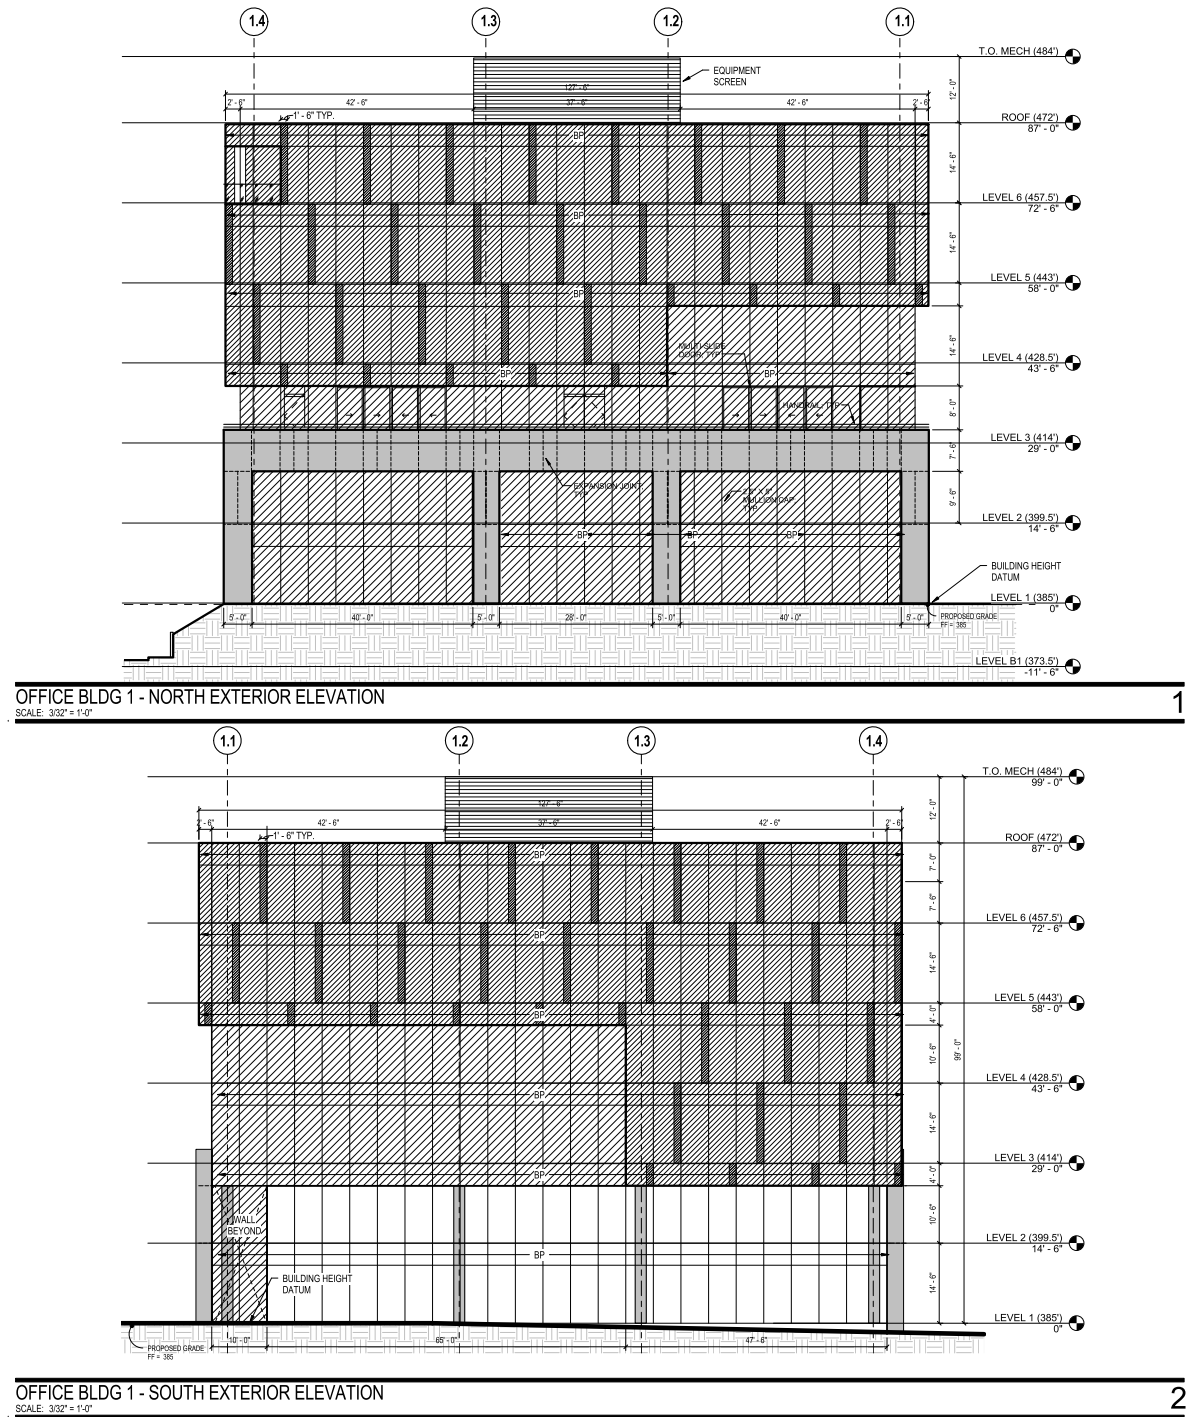 1.4
1.3
1.2
1.1
T.O. MECH (484')
EQUIPMENT
SCREEN
12' - 0"
127' - 6"
2' - 6"
42' - 6"
37' - 6"
42' - 6"
2' - 6"
1' - 6" TYP.
ROOF (472')
87' - 0"
BP
14' - 6"
LEVEL 6 (457.5')
72' - 6"
BP
14' - 6"
LEVEL 5 (443')
58' - 0"
BP
14' - 6"
MULTI-SLIDE
DOOR, TYP
LEVEL 4 (428.5')
43' - 6"
BP
BP
HANDRAIL, TYP
8' - 0"
LEVEL 3 (414')
29' - 0"
7' - 6"
EXPANSION JOINT
TYP
MULLION CAP
TYP
9' - 6"
LEVEL 2 (399.5')
14' - 6"
BP
BP
BP
BUILDING HEIGHT
DATUM
LEVEL 1 (385')
0"
5' - 0"
40' - 0"
5' - 0"
28' - 0"
5' - 0"
40' - 0"
5' - 0"
PROPOSED GRADE
FF = 385
LEVEL B1 (373.5')
-11' - 6"
OFFICE BLDG 1 - NORTH EXTERIOR ELEVATION
1
SCALE: 3/32" = 1'-0"
1.1
1.2
1.3
1.4
T.O. MECH (484')
99' - 0"
127' - 6"
12' - 0"
2' - 6"
42' - 6"
37' - 6"
42' - 6"
2' - 6"
1' - 6" TYP.
ROOF (472')
87' - 0"
BP
7' - 0"
7' - 6"
LEVEL 6 (457.5')
72' - 6"
BP
14' - 6"
LEVEL 5 (443')
58' - 0"
BP
4' - 0"
10' - 6"
99' - 0"
LEVEL 4 (428.5')
43' - 6"
BP
14' - 6"
LEVEL 3 (414')
29' - 0"
BP
4' - 0"
WALL
BEYOND
10' - 6"
LEVEL 2 (399.5')
14' - 6"
BP
BUILDING HEIGHT
DATUM
14' - 6"
LEVEL 1 (385')
0"
10' - 0"
65' - 0"
47' - 6"
PROPOSED GRADE
FF = 385
OFFICE BLDG 1 - SOUTH EXTERIOR ELEVATION
2
SCALE: 3/32" = 1'-0"